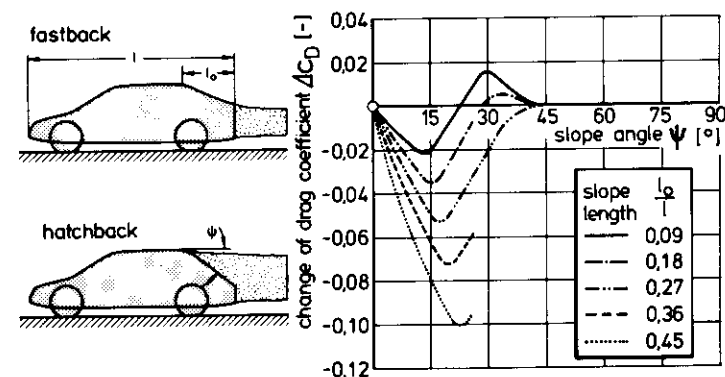 fastback
l
l₀
hatchback
ψ
change of drag coefficient ΔC_D [-]
0,04
0,02
0
-0,02
-0,04
-0,06
-0,08
-0,10
-0,12
15 30 45 60 75 90
slope angle ψ [°]
slope length l₀/l
0,09
0,18
0,27
0,36
0,45